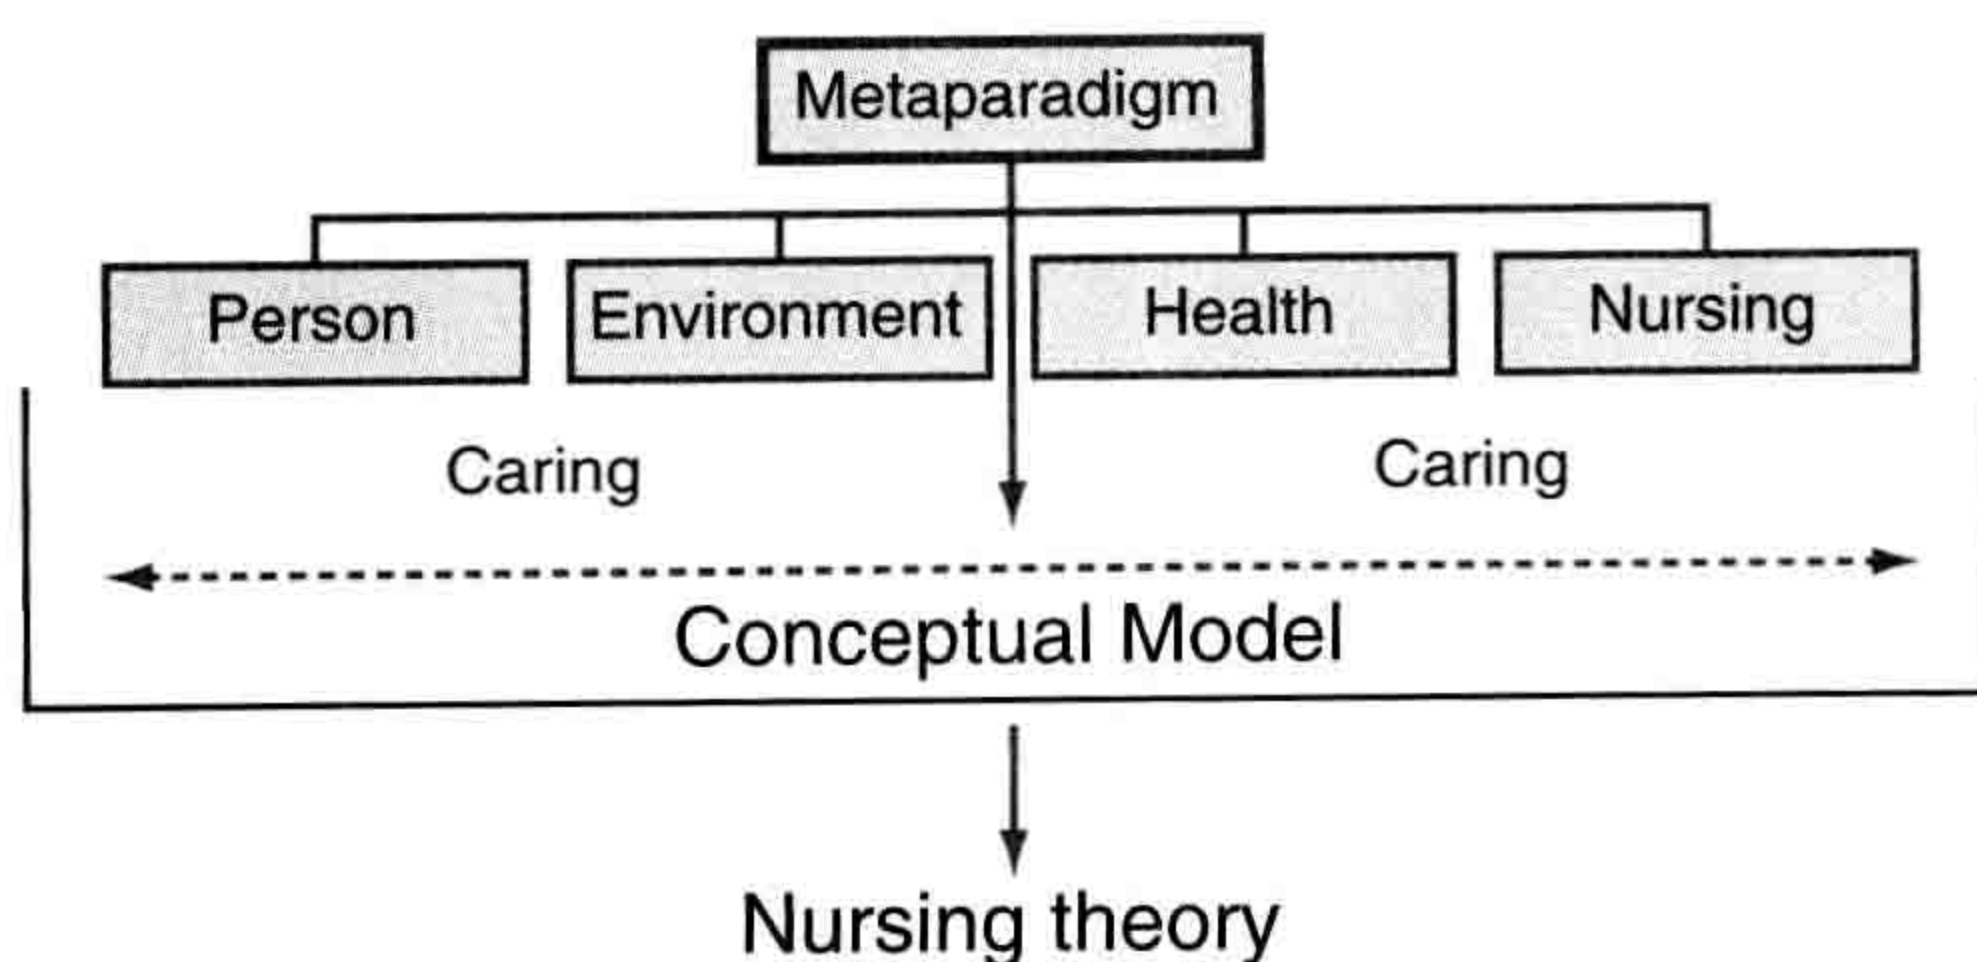 Metaparadigm
Person Environment Health Nursing
Caring Caring
Conceptual Model
Nursing theory